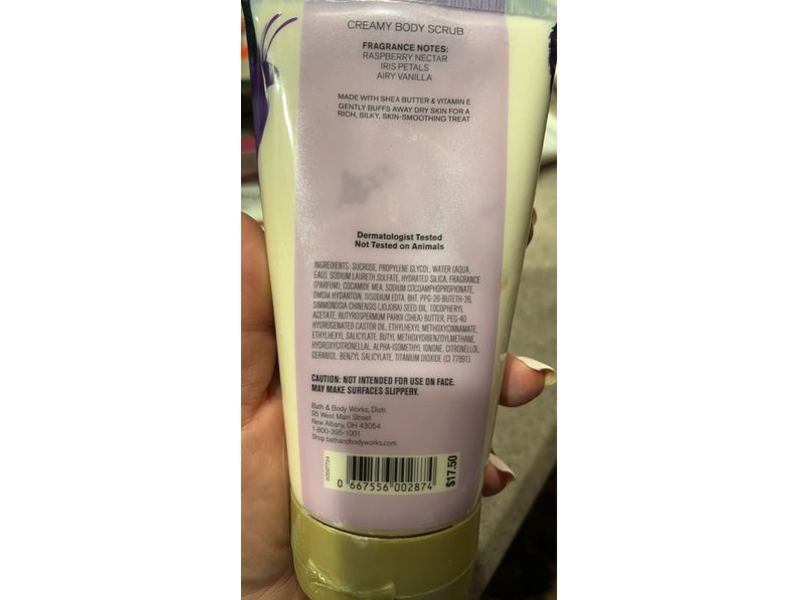 CREAMY BODY SCRUB
FRAGRANCE NOTES:
RASPBERRY NECTAR
IRIS PETALS
AIRY VANILLA
MADE WITH SHEA BUTTER & VITAMIN E
GENTLY BUFFS AWAY DRY SKIN FOR A
RICH, SILKY, SKIN-SMOOTHING TREAT
Dermatologist Tested
Not Tested on Animals
INGREDIENTS: SUCROSE, PROPYLENE GLYCOL, WATER (AQUA,
EAU), SODIUM LAURETH SULFATE, HYDRATED SILICA, FRAGRANCE
(PARFUM), COCAMIDE MEA, SODIUM COCOAMPHOPROPIONATE,
DMDM HYDANTOIN, DISODIUM EDTA, BHT, PPG-26-BUTETH-26,
SIMMONDSIA CHINENSIS (JOJOBA) SEED OIL, TOCOPHERYL
ACETATE, BUTYROSPERMUM PARKII (SHEA) BUTTER, PEG-40
HYDROGENATED CASTOR OIL, ETHYLHEXYL METHOXYCINNAMATE,
ETHYLHEXYL SALICYLATE, BUTYL METHOXYDIBENZOYLMETHANE,
HYDROXYCITRONELLAL, ALPHA-ISOMETHYL IONONE, CITRONELLOL,
GERANIOL, BENZYL SALICYLATE, TITANIUM DIOXIDE (CI 77891).
CAUTION: NOT INTENDED FOR USE ON FACE.
MAY MAKE SURFACES SLIPPERY.
Bath & Body Works, Distr.
95 West Main Street
New Albany, OH 43054
1-800-395-1001
Shop bathandbodyworks.com
0 667556 002874
$17.50